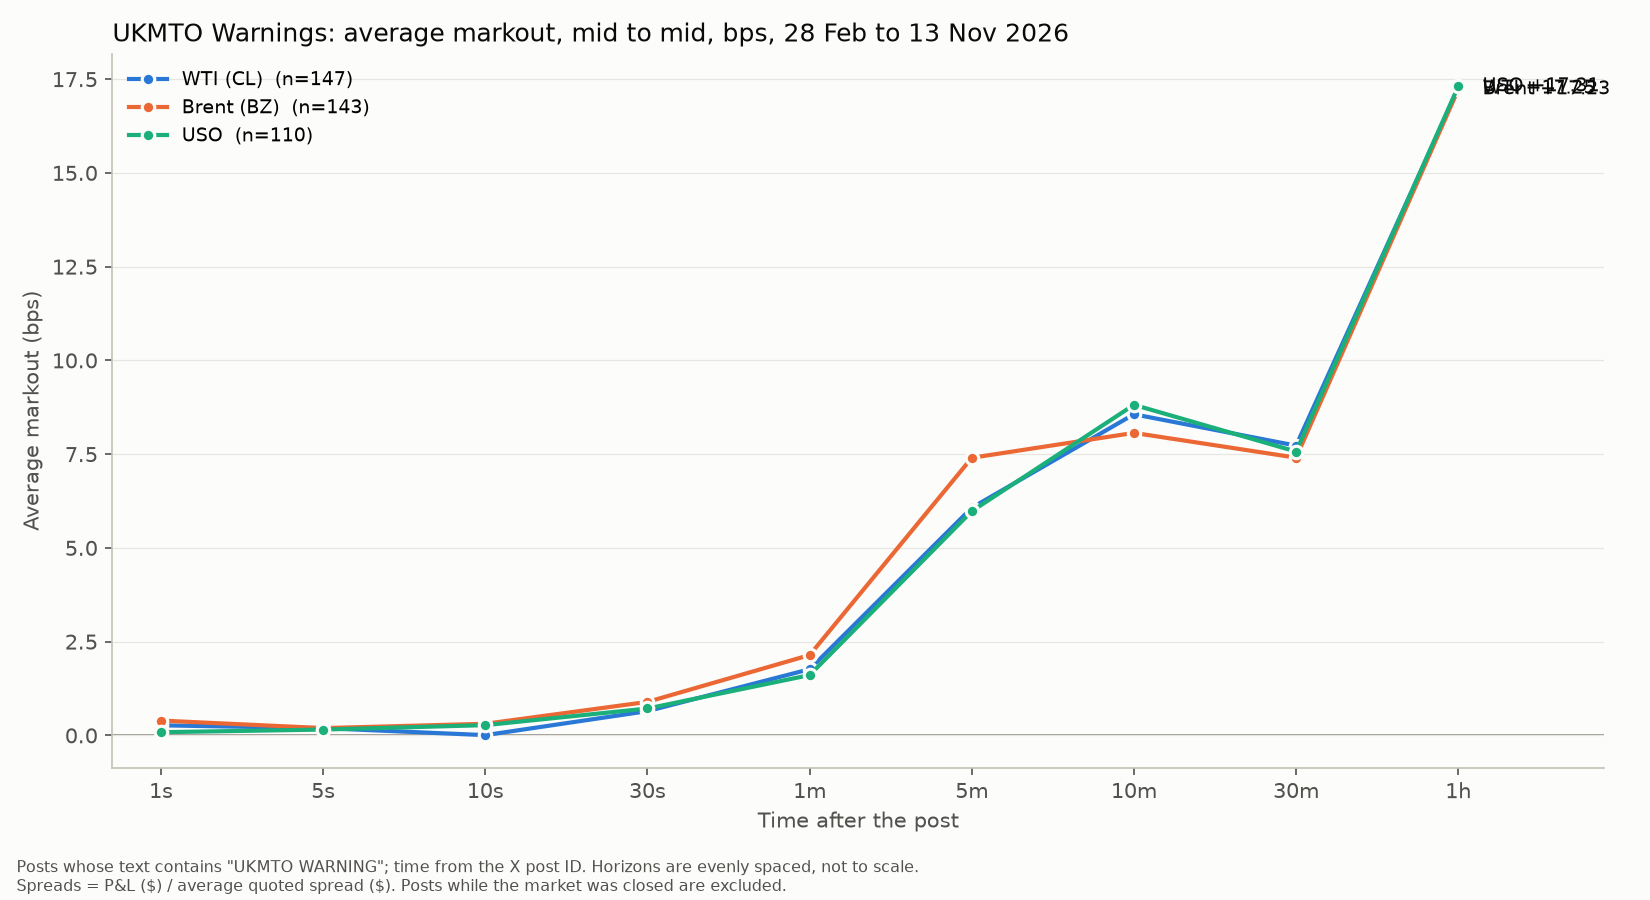 UKMTO Warnings: average markout, mid to mid, bps, 28 Feb to 13 Nov 2026
WTI (CL)  (n=147)
Brent (BZ)  (n=143)
USO  (n=110)
17.5
15.0
12.5
10.0
7.5
5.0
2.5
0.0
Average markout (bps)
1s
5s
10s
30s
1m
5m
10m
30m
1h
Time after the post
Posts whose text contains "UKMTO WARNING"; time from the X post ID. Horizons are evenly spaced, not to scale.
Spreads = P&L ($) / average quoted spread ($). Posts while the market was closed are excluded.